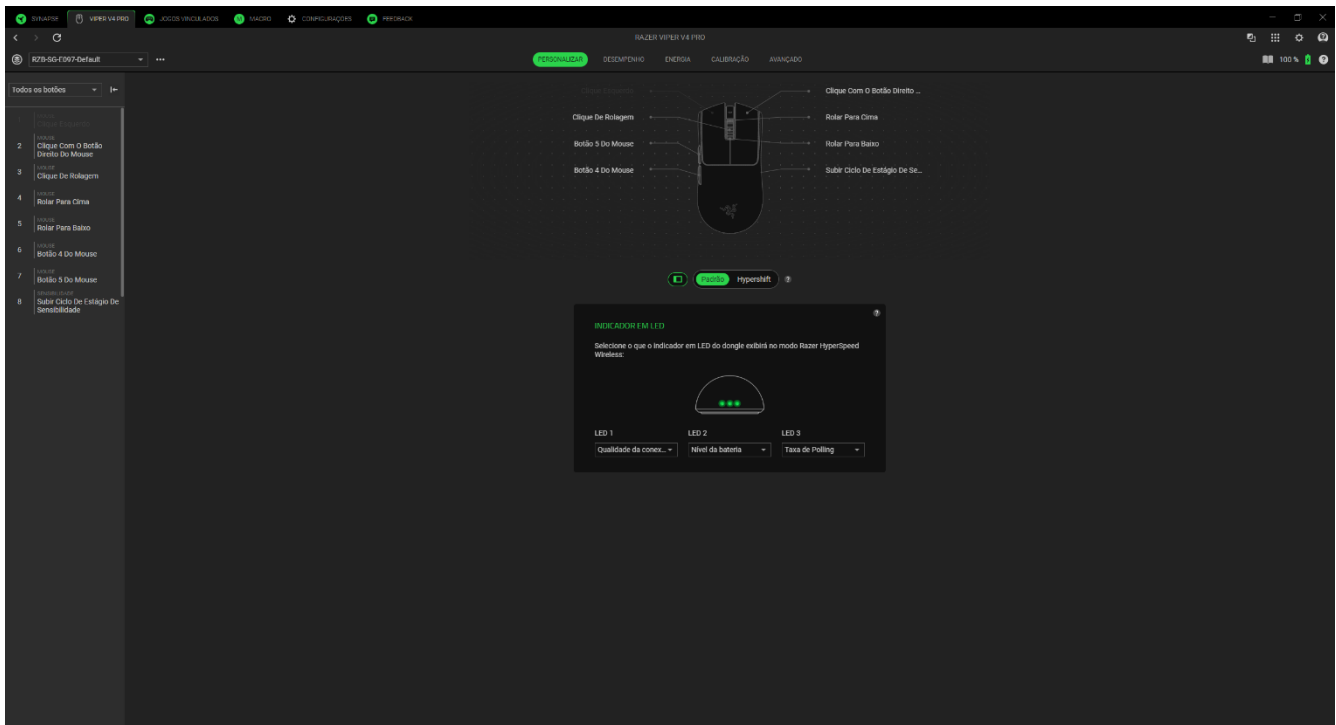 SYNAPSE
VIPER V4 PRO
JOGOS VINCULADOS
MACRO
CONFIGURAÇÕES
FEEDBACK
RAZER VIPER V4 PRO
RZB-SG-E097-Default
PERSONALIZAR
DESEMPENHO
ENERGIA
CALIBRAÇÃO
AVANÇADO
100 %
Todos os botões
2
MOUSE
Clique Com O Botão
Direito Do Mouse
3
MOUSE
Clique De Rolagem
4
MOUSE
Rolar Para Cima
5
MOUSE
Rolar Para Baixo
6
MOUSE
Botão 4 Do Mouse
7
MOUSE
Botão 5 Do Mouse
8
SENSIBILIDADE
Subir Ciclo De Estágio De
Sensibilidade
Clique De Rolagem
Botão 5 Do Mouse
Botão 4 Do Mouse
Clique Com O Botão Direito ...
Rolar Para Cima
Rolar Para Baixo
Subir Ciclo De Estágio De Se...
Padrão
Hypershift
INDICADOR EM LED
Selecione o que o indicador em LED do dongle exibirá no modo Razer HyperSpeed
Wireless:
LED 1
LED 2
LED 3
Qualidade da conex...
Nível da bateria
Taxa de Polling